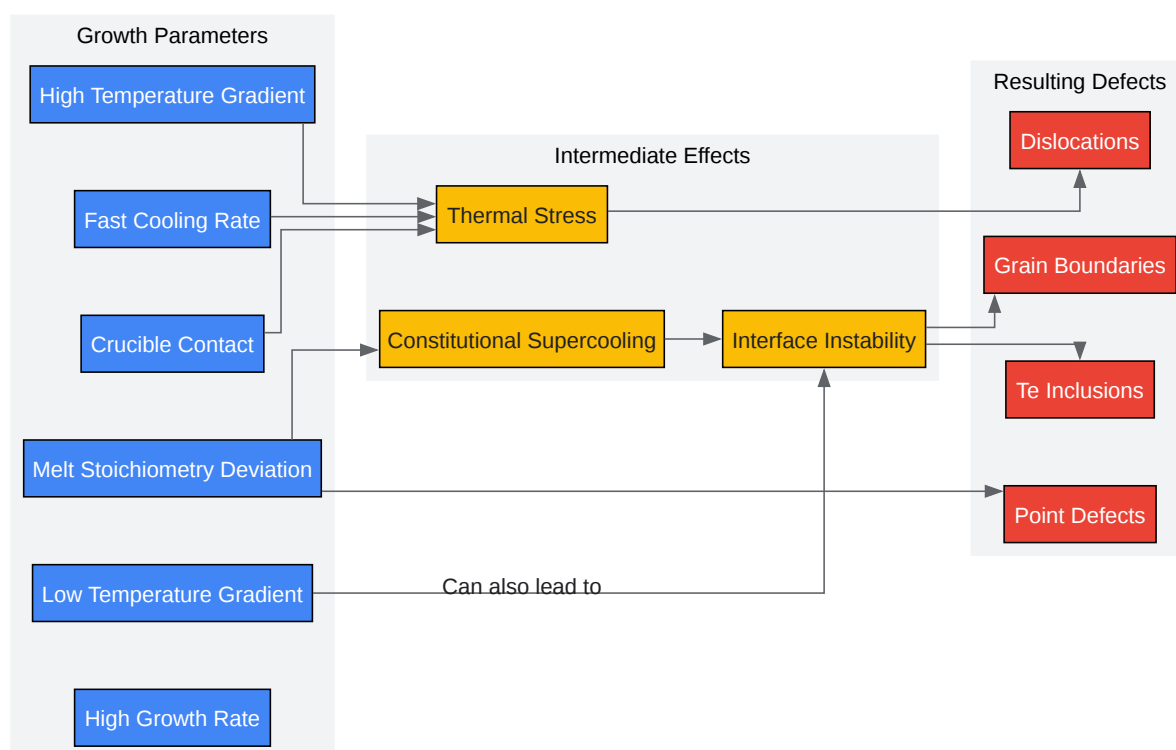 Growth Parameters
High Temperature Gradient
Fast Cooling Rate
Crucible Contact
Melt Stoichiometry Deviation
Low Temperature Gradient
High Growth Rate
Intermediate Effects
Thermal Stress
Constitutional Supercooling
Interface Instability
Can also lead to
Resulting Defects
Dislocations
Grain Boundaries
Te Inclusions
Point Defects